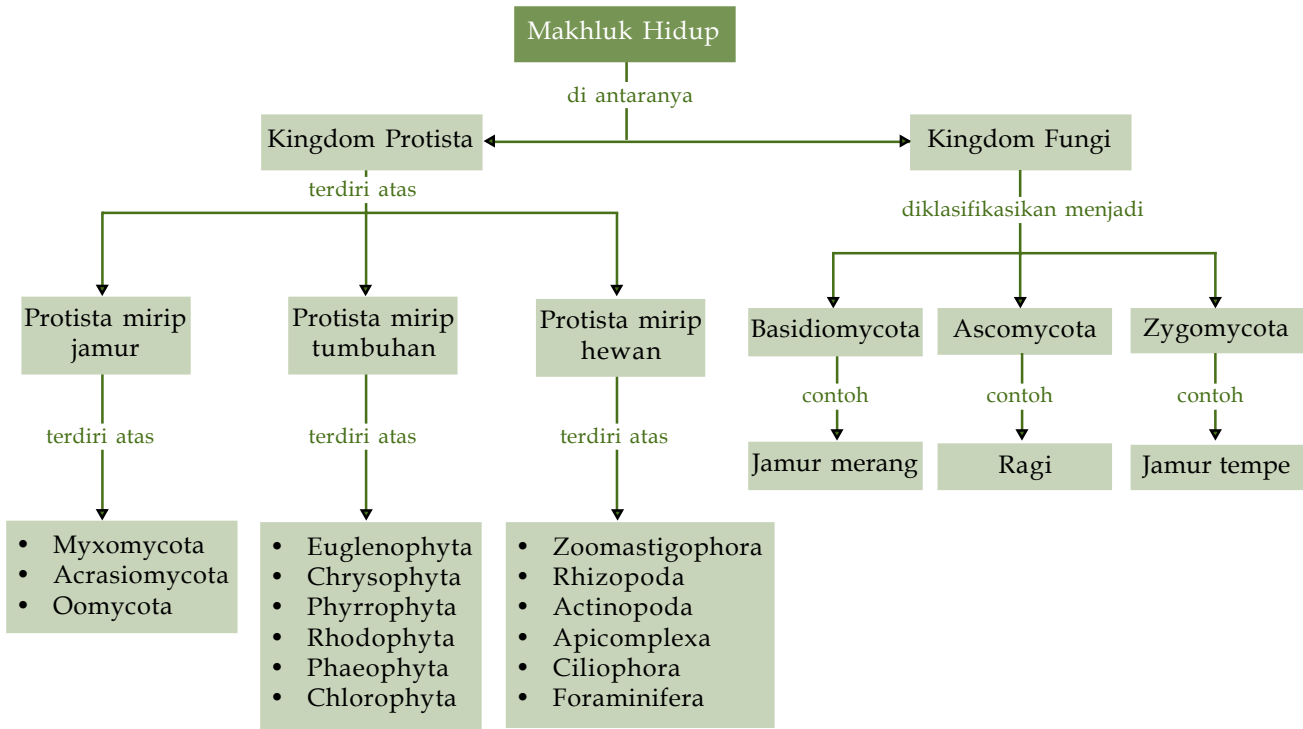 Makhluk Hidup
di antaranya
Kingdom Protista
Kingdom Fungi
terdiri atas
diklasifikasikan menjadi
Protista mirip
jamur
Protista mirip
tumbuhan
Protista mirip
hewan
Basidiomycota
Ascomycota
Zygomycota
terdiri atas
terdiri atas
terdiri atas
contoh
contoh
contoh
Jamur merang
Ragi
Jamur tempe
• Myxomycota
• Acrasiomycota
• Oomycota
• Euglenophyta
• Chrysophyta
• Phyrrophyta
• Rhodophyta
• Phaeophyta
• Chlorophyta
• Zoomastigophora
• Rhizopoda
• Actinopoda
• Apicomplexa
• Ciliophora
• Foraminifera